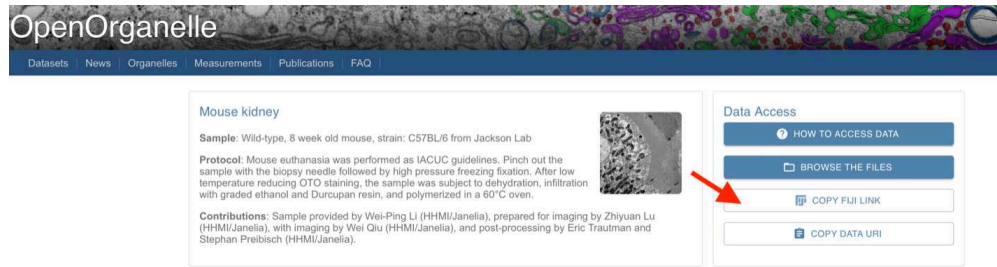 OpenOrganelle
Datasets News Organelles Measurements Publications FAQ
Mouse kidney
Sample: Wild-type, 8 week old mouse, strain: C57BL/6 from Jackson Lab
Protocol: Mouse euthanasia was performed as IACUC guidelines. Pinch out the
sample with the biopsy needle followed by high pressure freezing fixation. After low
temperature reducing OTO staining, the sample was subject to dehydration, infiltration
with graded ethanol and Durcupan resin, and polymerized in a 60°C oven.
Contributions: Sample provided by Wei-Ping Li (HHMI/Janelia), prepared for imaging by Zhiyuan Lu
(HHMI/Janelia), with imaging by Wei Qiu (HHMI/Janelia), and post-processing by Eric Trautman and
Stephan Preibisch (HHMI/Janelia).
Data Access
HOW TO ACCESS DATA
BROWSE THE FILES
COPY FIJI LINK
COPY DATA URI